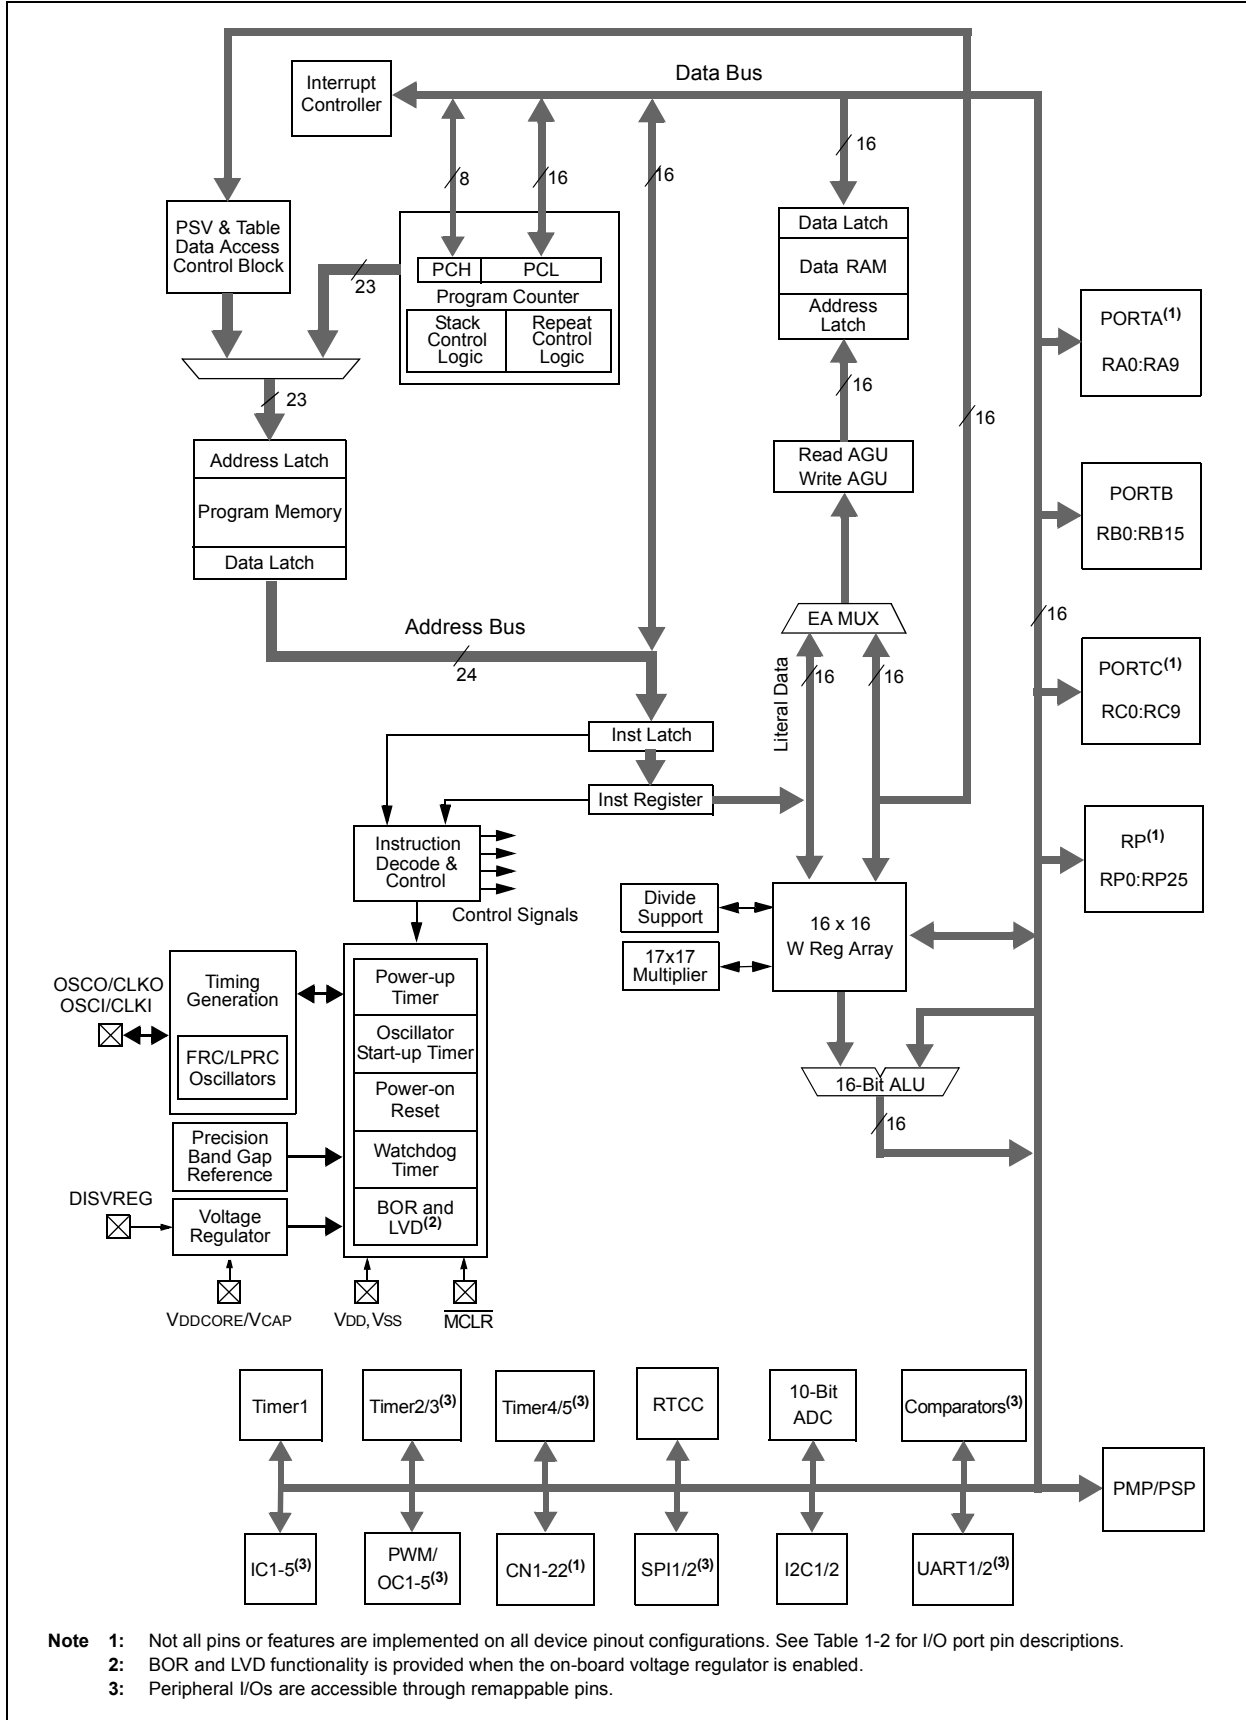 Data Bus
Interrupt
Controller
8
16
16
16
PSV & Table
Data Access
Control Block
23
PCH
PCL
Program Counter
Stack
Control
Logic
Repeat
Control
Logic
Data Latch
Data RAM
Address
Latch
PORTA(1)
RA0:RA9
23
16
16
Address Latch
Program Memory
Data Latch
Read AGU
Write AGU
PORTB
RB0:RB15
Address Bus
24
EA MUX
16
Literal Data
16
16
PORTC(1)
RC0:RC9
Inst Latch
Inst Register
Instruction
Decode &
Control
Control Signals
RP(1)
RP0:RP25
Divide
Support
17x17
Multiplier
16 x 16
W Reg Array
OSCO/CLKO
OSCI/CLKI
Timing
Generation
FRC/LPRC
Oscillators
Power-up
Timer
Oscillator
Start-up Timer
Power-on
Reset
Watchdog
Timer
BOR and
LVD(2)
16-Bit ALU
16
Precision
Band Gap
Reference
DISVREG
Voltage
Regulator
VDDCORE/VCAP
VDD, VSS
MCLR
Timer1
Timer2/3(3)
Timer4/5(3)
RTCC
10-Bit
ADC
Comparators(3)
PMP/PSP
IC1-5(3)
PWM/
OC1-5(3)
CN1-22(1)
SPI1/2(3)
I2C1/2
UART1/2(3)
Note 1: Not all pins or features are implemented on all device pinout configurations. See Table 1-2 for I/O port pin descriptions.
2: BOR and LVD functionality is provided when the on-board voltage regulator is enabled.
3: Peripheral I/Os are accessible through remappable pins.